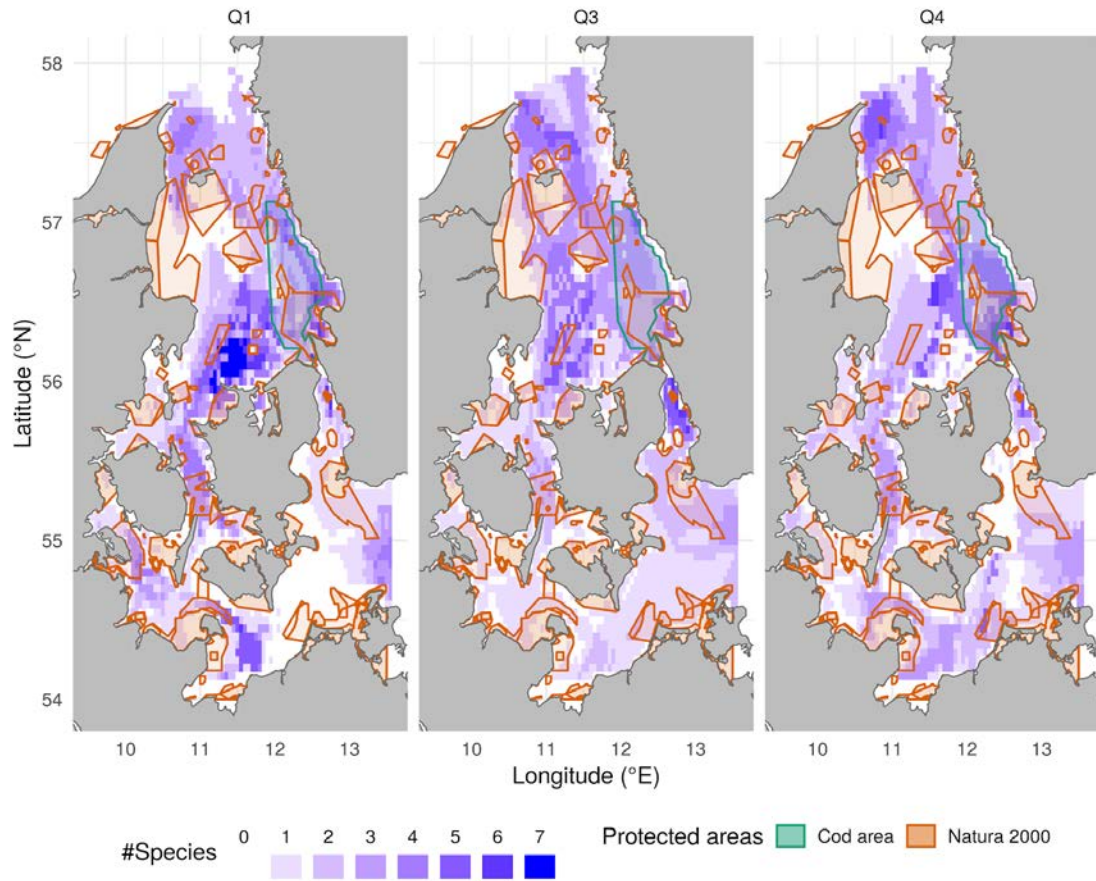 Q1 Q3 Q4
58
57
56
55
54
Latitude (°N)
10 11 12 13 10 11 12 13 10 11 12 13
Longitude (°E)
#Species 0 1 2 3 4 5 6 7
Protected areas Cod area Natura 2000